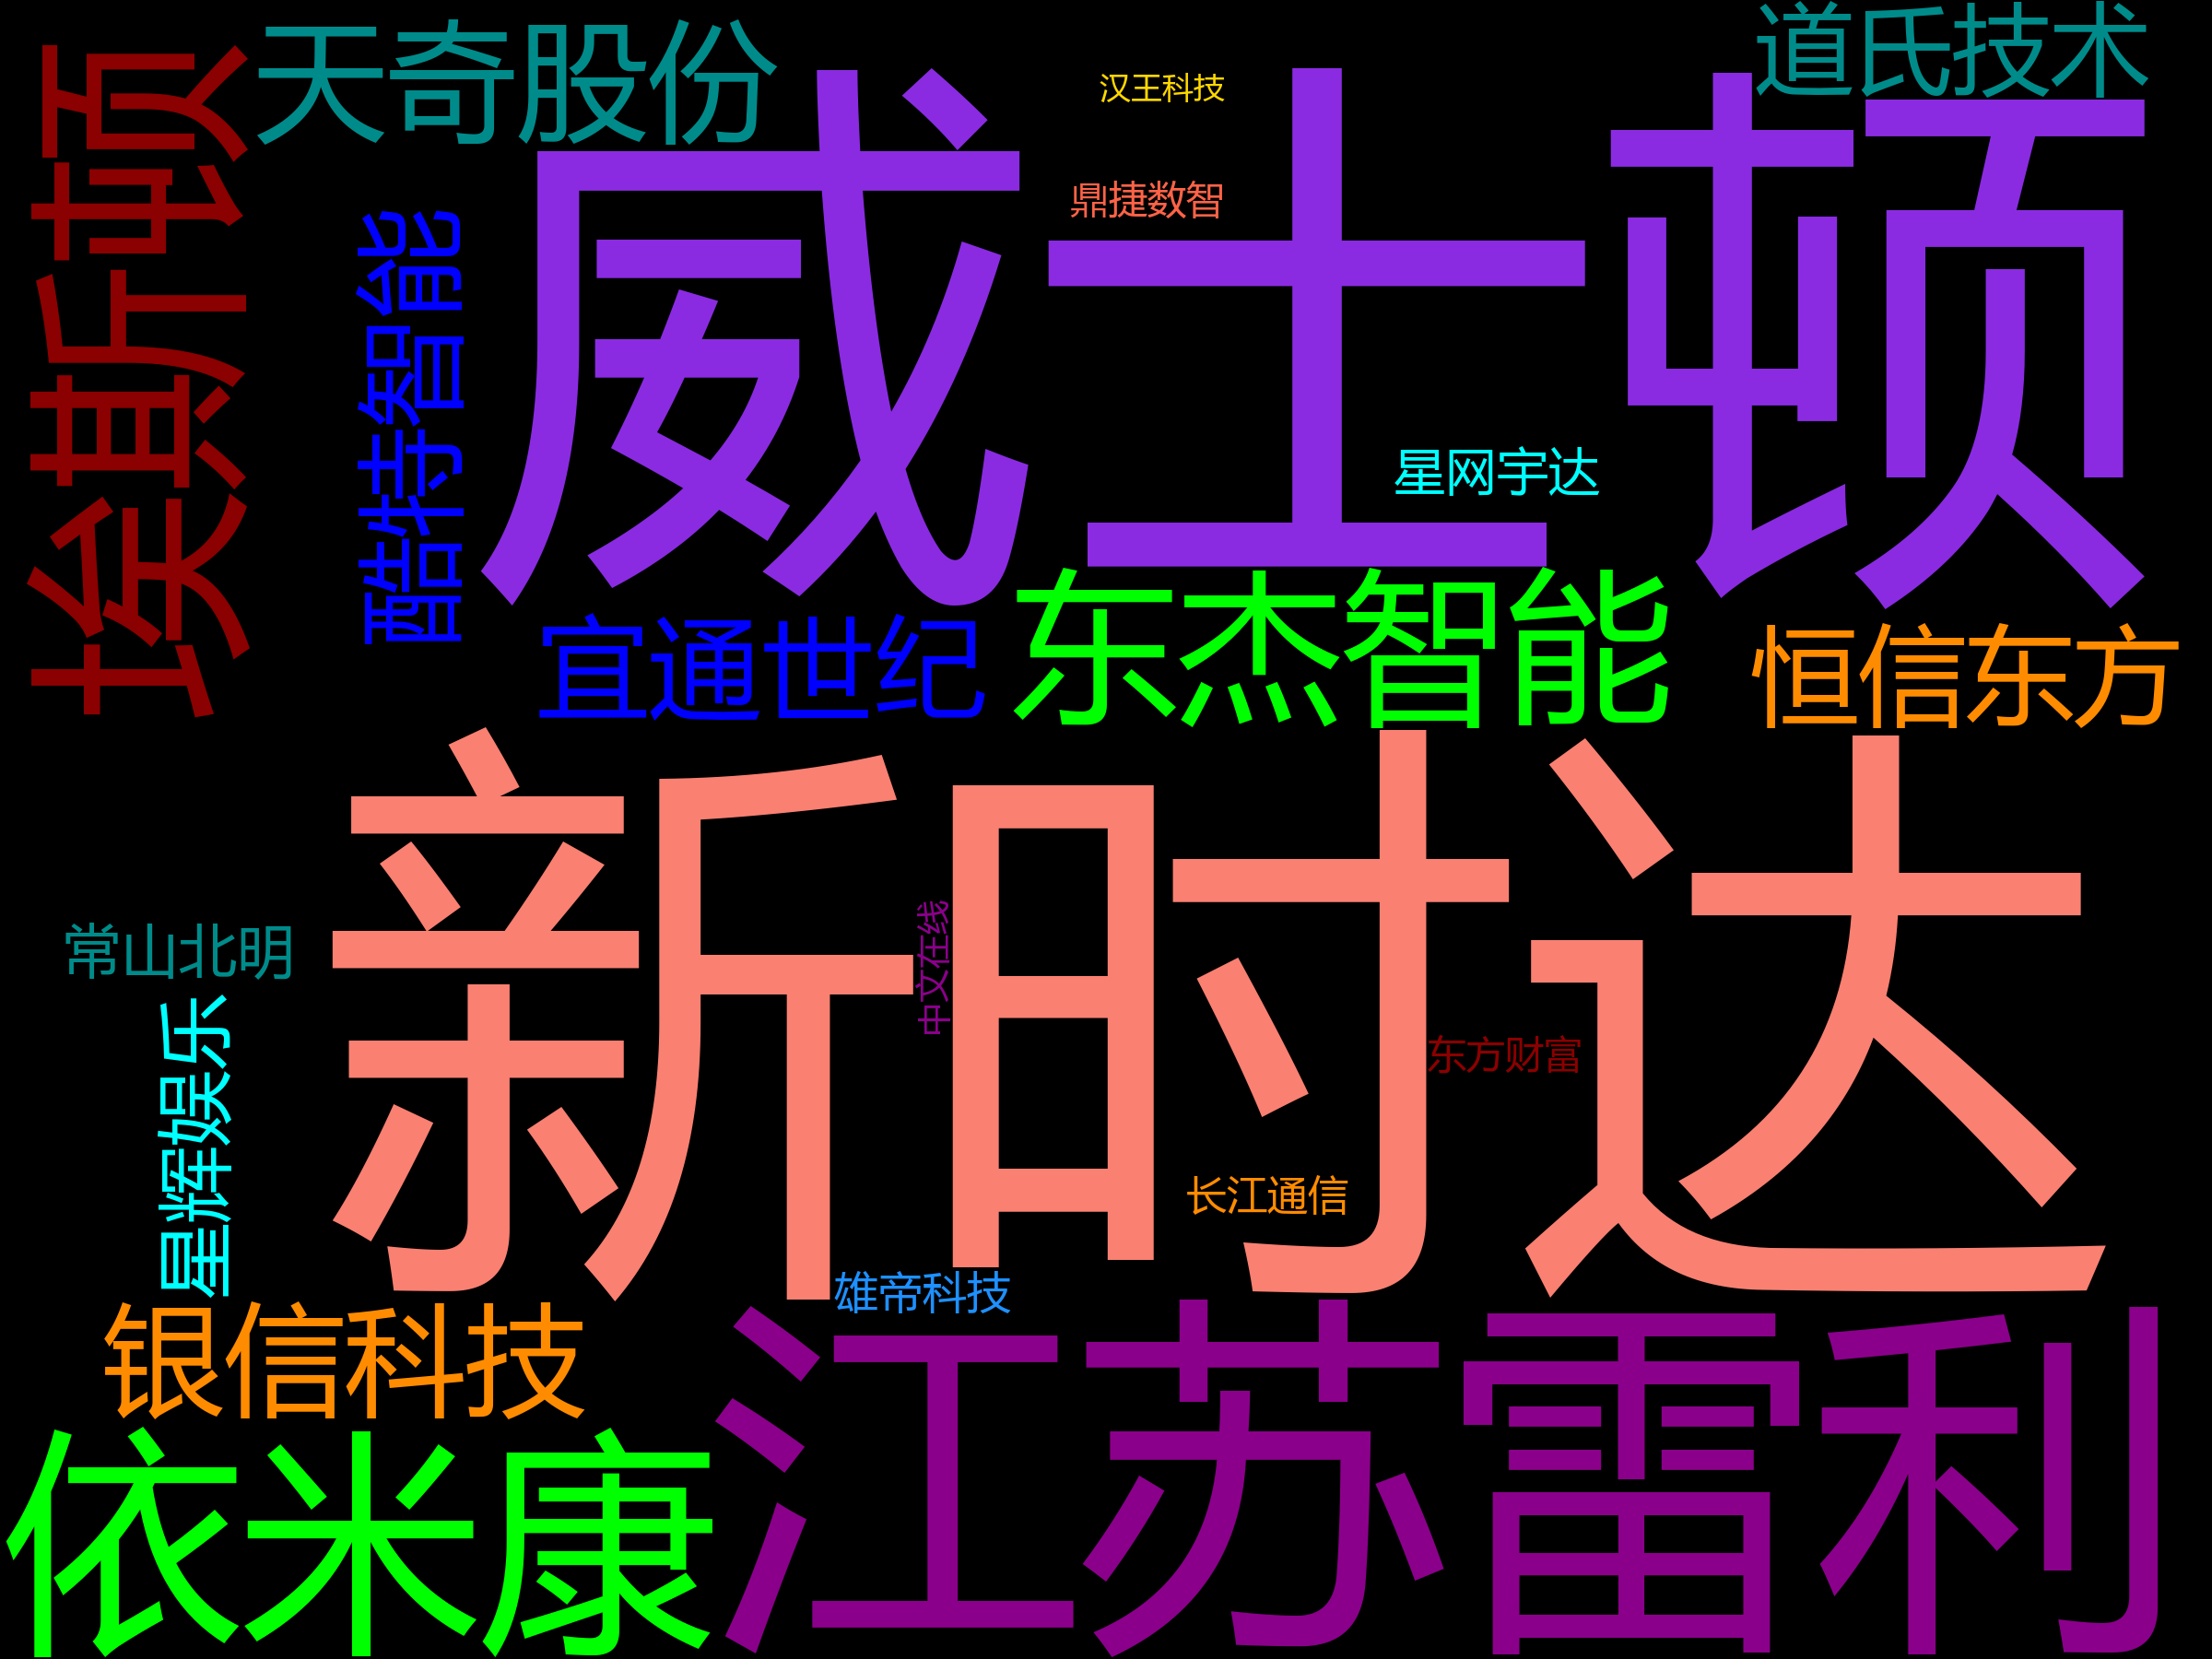 天奇股份
道氏技术
汉王科技
威士顿
埃斯顿
鼎捷数智
酷特智能
星网宇达
东杰智能
宜通世纪
恒信东方
新时达
常山北明
中文在线
星辉娱乐
东方财富
长江通信
雄帝科技
银信科技
江苏雷利
依米康